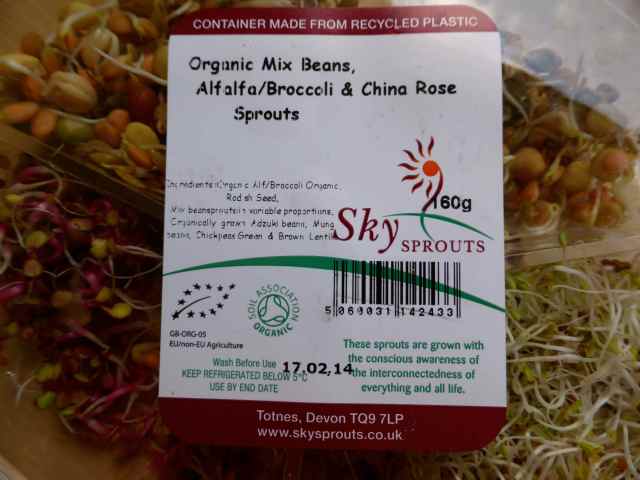 CONTAINER MADE FROM RECYCLED PLASTIC
Organic Mix Beans,
Alfalfa/Broccoli & China Rose
Sprouts
Ingredients:Organic Alf/Broccoli Organic,
Radish Seed,
Mix beansprouts in variable proportions,
Organically grown Adzuki beans, Mung
beans, Chickpeas Green & Brown Lentils
160g
Sky SPROUTS
SOIL ASSOCIATION
ORGANIC
5 060031 142433
GB-ORG-05
EU/non-EU Agriculture
Wash Before Use
KEEP REFRIGERATED BELOW 5°C
USE BY END DATE
17.02.14
These sprouts are grown with
the conscious awareness of
the interconnectedness of
everything and all life.
Totnes, Devon TQ9 7LP
www.skysprouts.co.uk